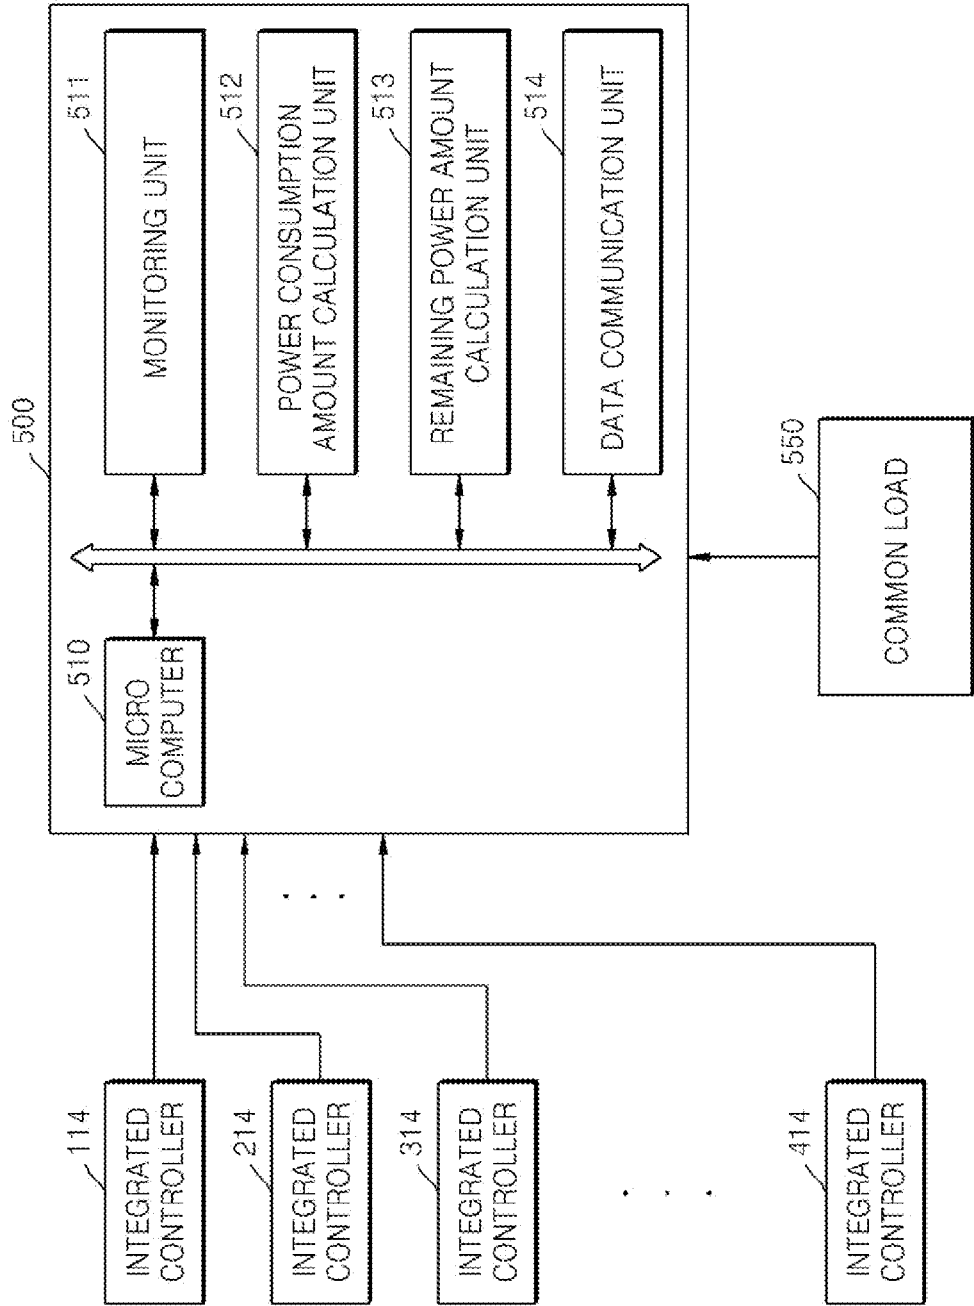 500
510
MICRO
COMPUTER
511
MONITORING UNIT
512
POWER CONSUMPTION
AMOUNT CALCULATION UNIT
513
REMAINING POWER AMOUNT
CALCULATION UNIT
514
DATA COMMUNICATION UNIT
114
INTEGRATED
CONTROLLER
214
INTEGRATED
CONTROLLER
314
INTEGRATED
CONTROLLER
. . .
. . .
414
INTEGRATED
CONTROLLER
550
COMMON LOAD